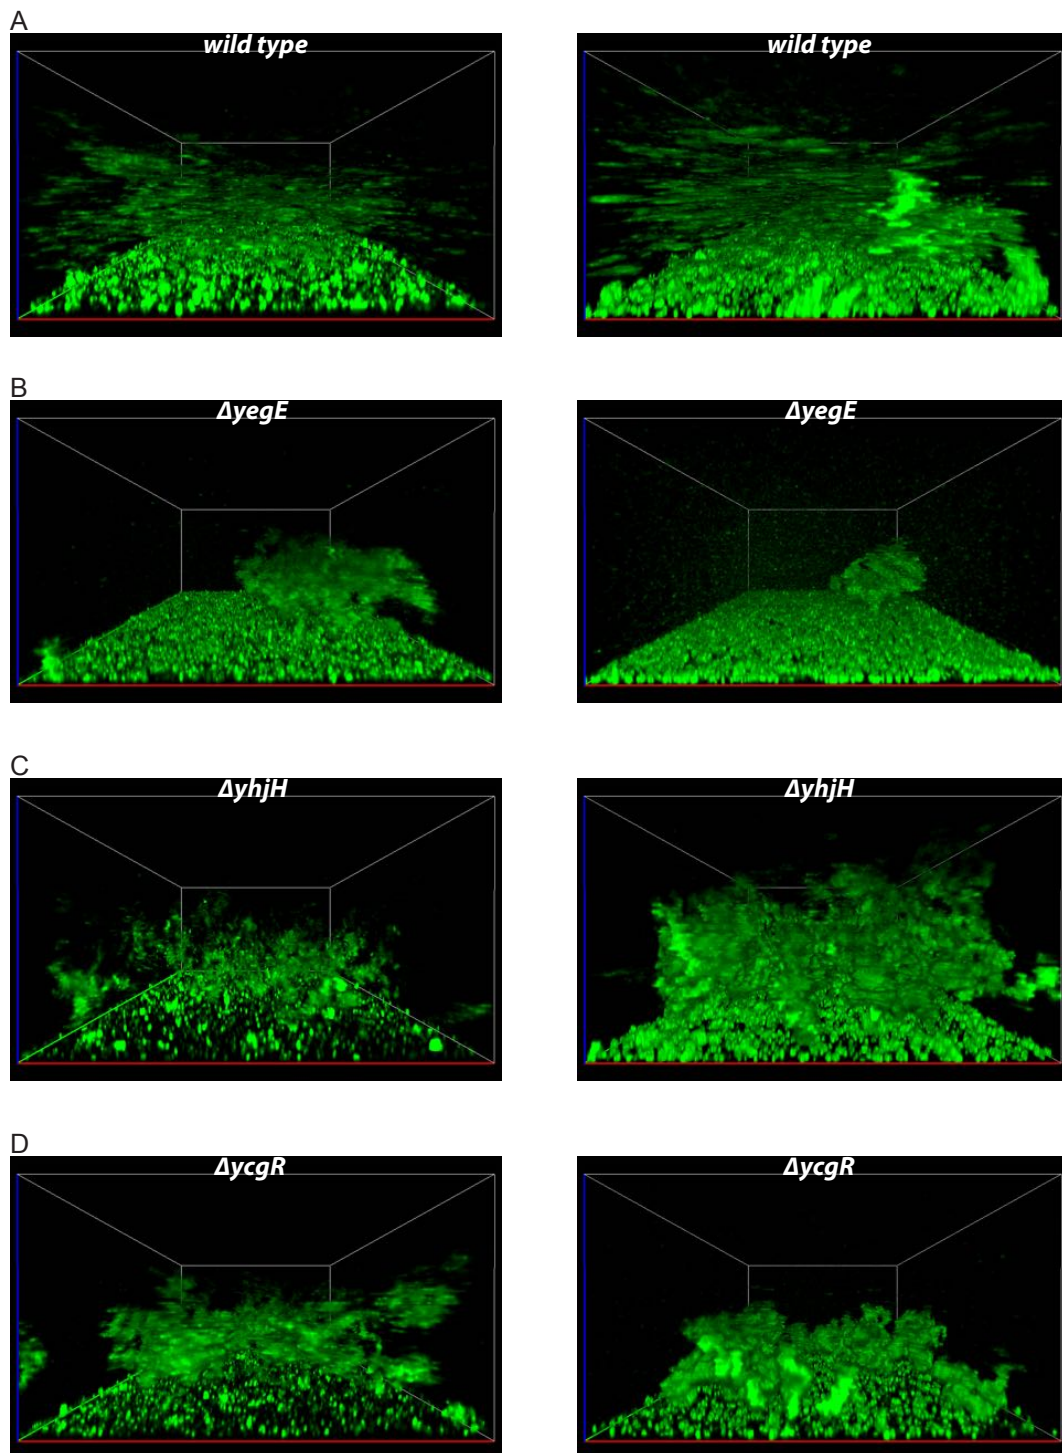 A
wild type
wild type
B
ΔyegE
ΔyegE
C
ΔyhjH
ΔyhjH
D
ΔycgR
ΔycgR